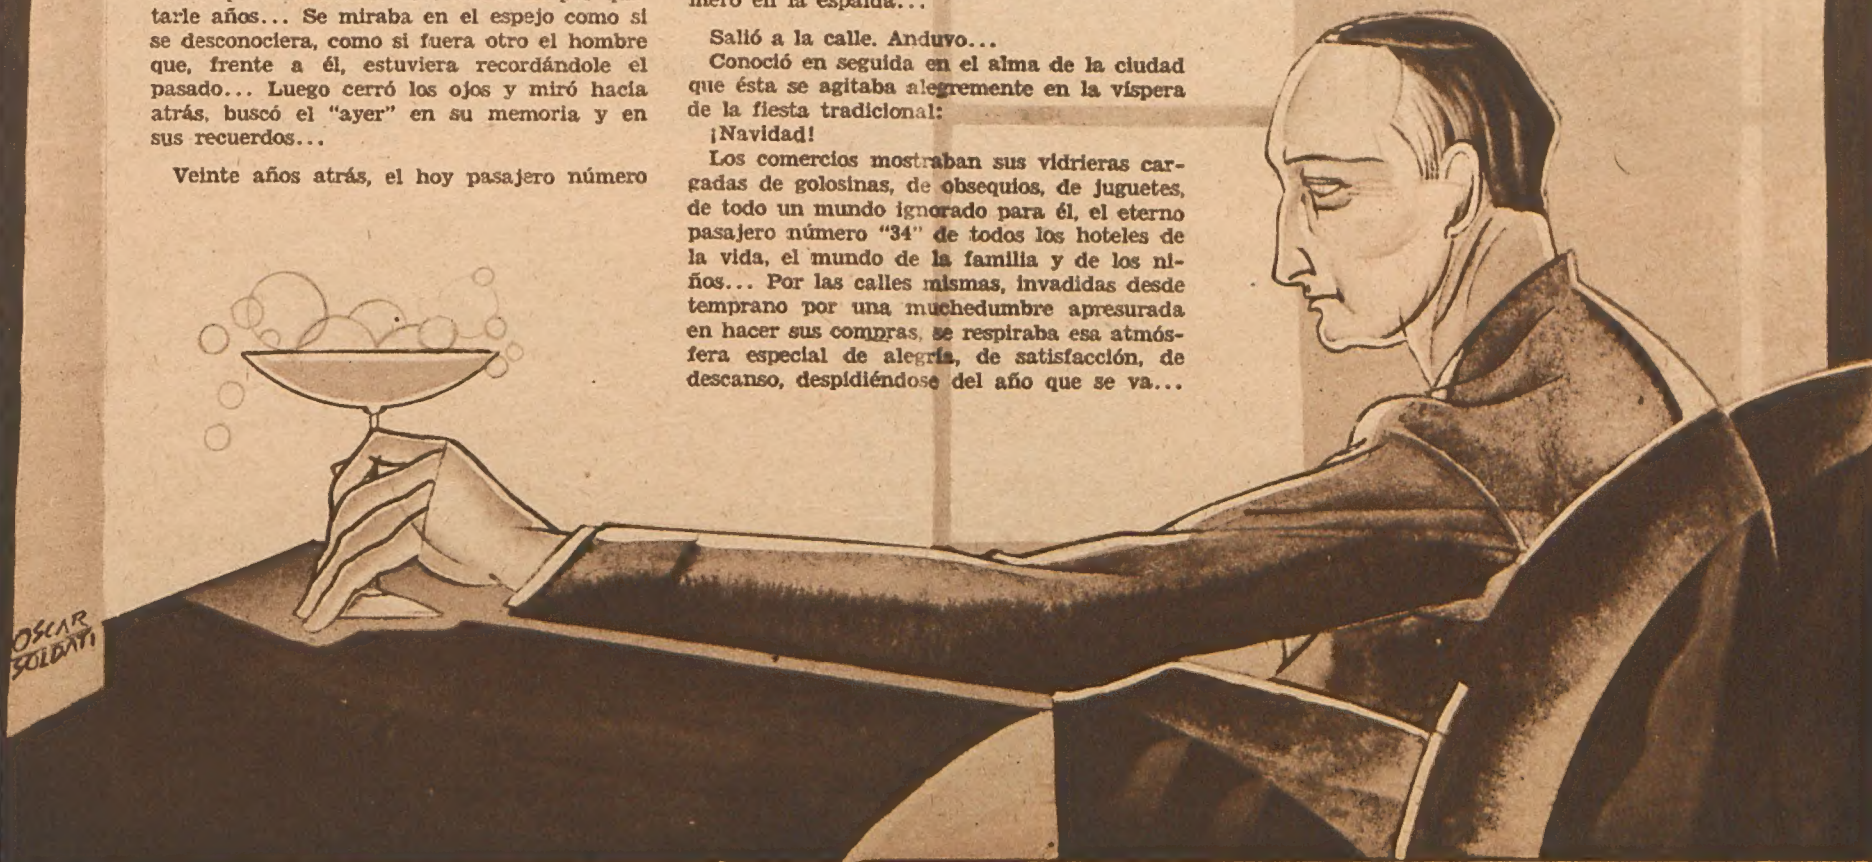 tarle años... Se miraba en el espejo como si
se desconociera, como si fuera otro el hombre
que, frente a él, estuviera recordándole el
pasado... Luego cerró los ojos y miró hacia
atrás, buscó el "ayer" en su memoria y en
sus recuerdos...
Veinte años atrás, el hoy pasajero número
mero en la espalda...
Salió a la calle. Anduvo...
Conoció en seguida en el alma de la ciudad
que ésta se agitaba alegremente en la víspera
de la fiesta tradicional:
¡Navidad!
Los comercios mostraban sus vidrieras car-
gadas de golosinas, de obsequios, de juguetes,
de todo un mundo ignorado para él, el eterno
pasajero número "34" de todos los hoteles de
la vida, el mundo de la familia y de los ni-
ños... Por las calles mismas, invadidas desde
temprano por una muchedumbre apresurada
en hacer sus compras, se respiraba esa atmós-
fera especial de alegría, de satisfacción, de
descanso, despidiéndose del año que se va...
OSCAR
SOLDATI